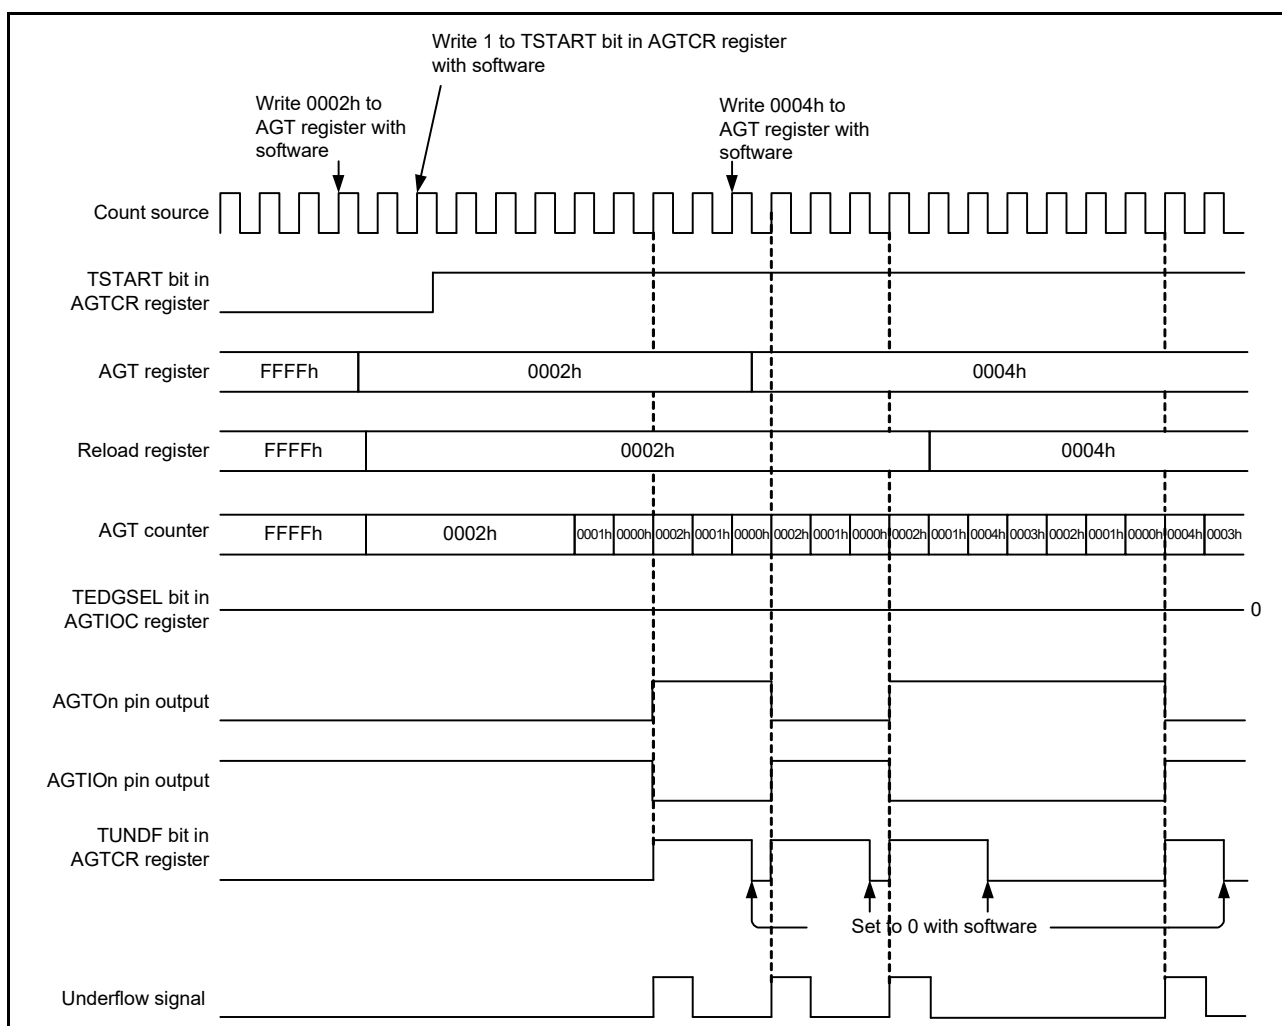 Write 1 to TSTART bit in AGTCR register
with software
Write 0002h to
AGT register with
software
Write 0004h to
AGT register with
software
Count source
TSTART bit in
AGTCR register
AGT register
FFFFh
0002h
0004h
Reload register
FFFFh
0002h
0004h
AGT counter
FFFFh
0002h
0001h
0000h
0002h
0001h
0000h
0002h
0001h
0000h
0002h
0001h
0004h
0003h
0002h
0001h
0000h
0004h
0003h
TEDGSEL bit in
AGTIOC register
0
AGTOn pin output
AGTIOn pin output
TUNDF bit in
AGTCR register
Set to 0 with software
Underflow signal